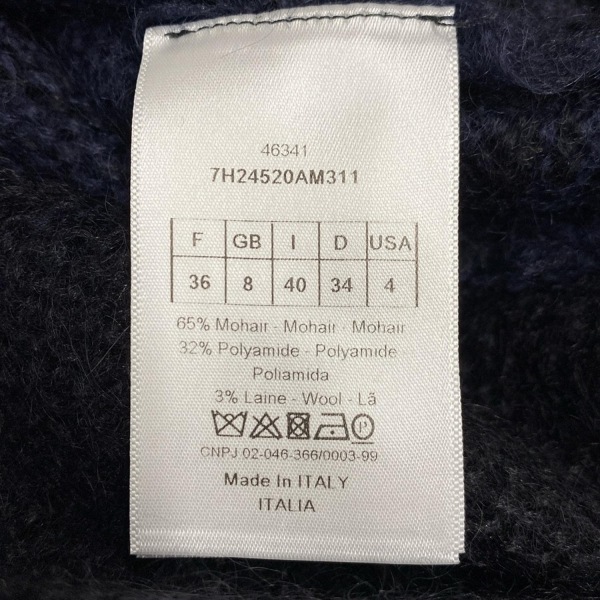 46341
7H24520AM311
F GB I D USA
36 8 40 34 4
65% Mohair - Mohair - Mohair
32% Polyamide - Polyamide
Poliamida
3% Laine - Wool - Lã
P
CNPJ 02-046-366/0003-99
Made In ITALY
ITALIA